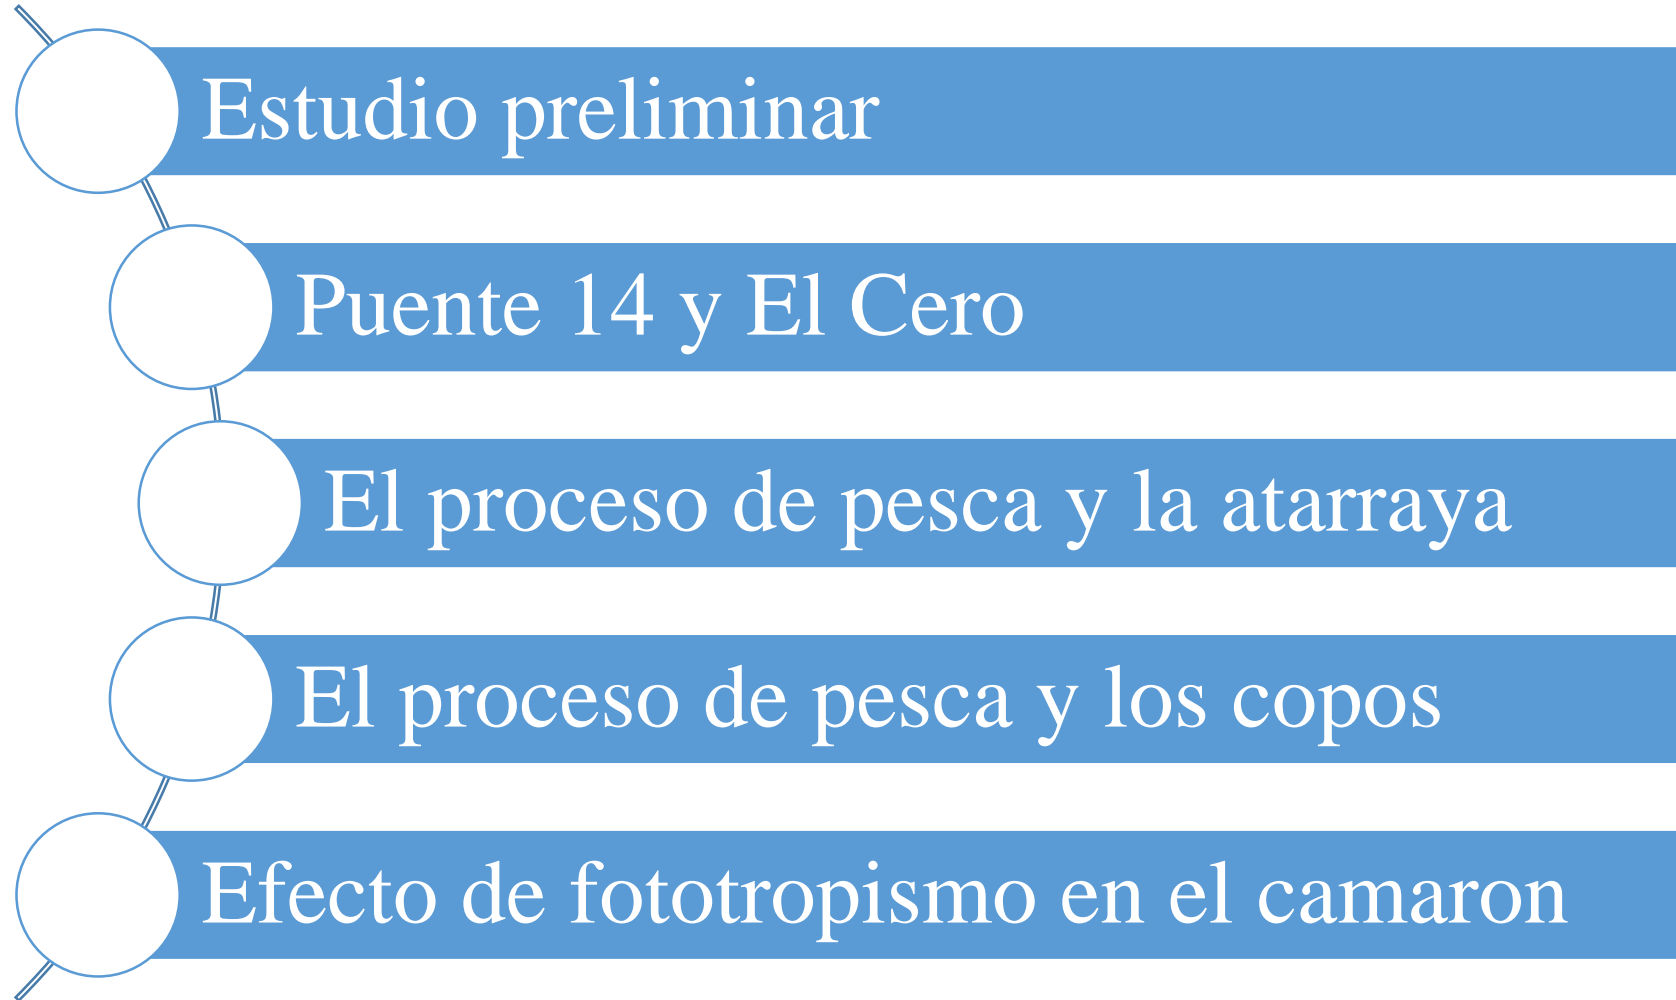 Estudio preliminar
Puente 14 y El Cero
El proceso de pesca y la atarraya
El proceso de pesca y los copos
Efecto de fototropismo en el camaron